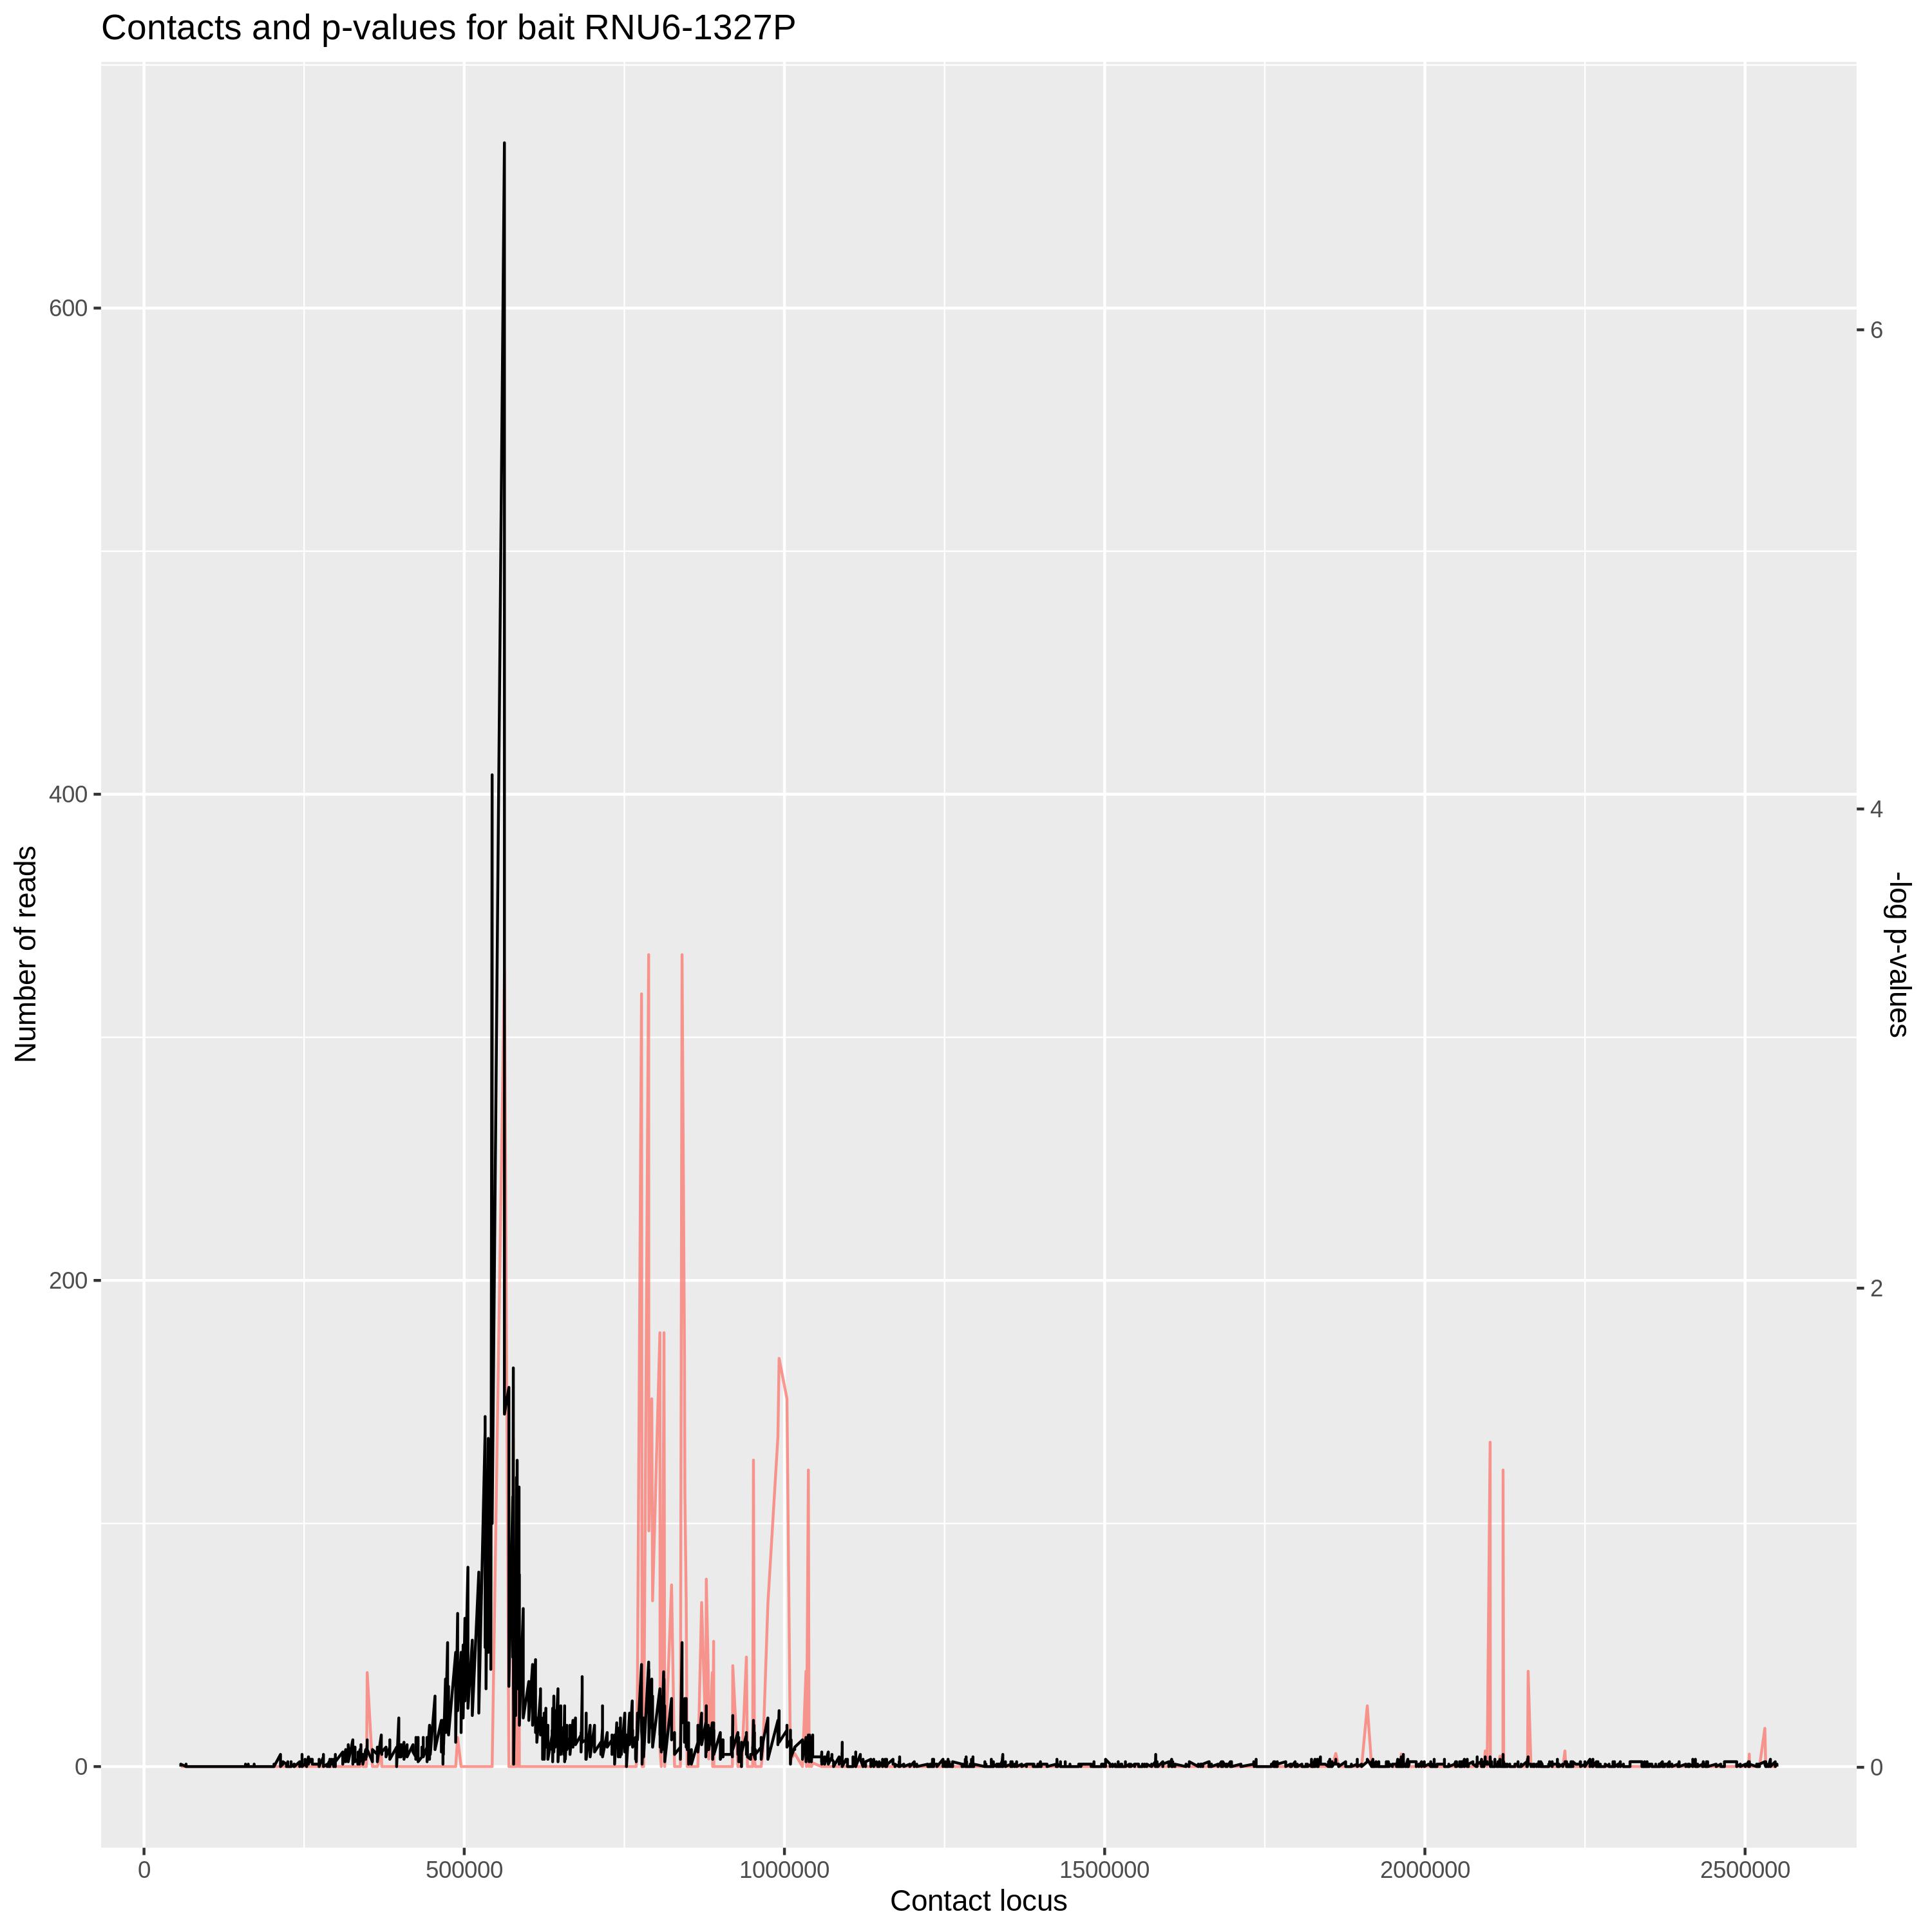 Contacts and p-values for bait RNU6-1327P
600
400
200
0
6
4
2
0
Number of reads
-log p-values
0 500000 1000000 1500000 2000000 2500000
Contact locus